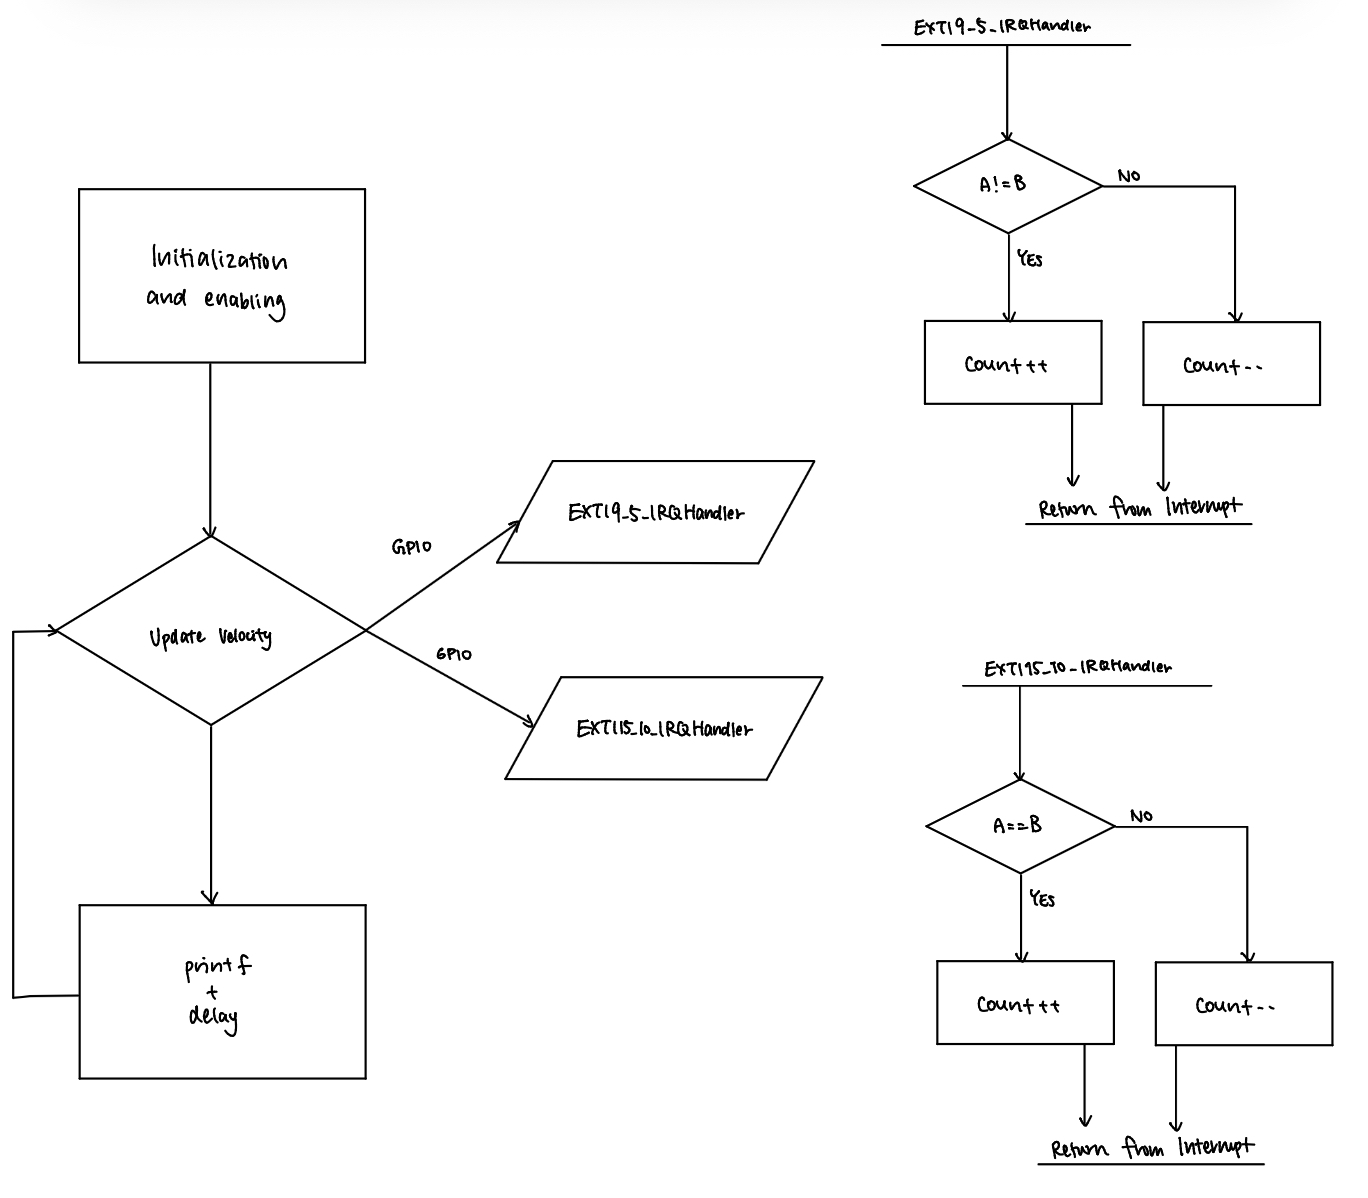 Initialization
and enabling
Update Velocity
GPIO
EXTI9_5_IRQHandler
GPIO
EXTI15_10_IRQHandler
printf
+
delay
EXTI9_5_IRQHandler
A!=B
NO
YES
Count++
Count--
Return from Interrupt
EXTI15_10_IRQHandler
A==B
NO
YES
Count++
Count--
Return from Interrupt